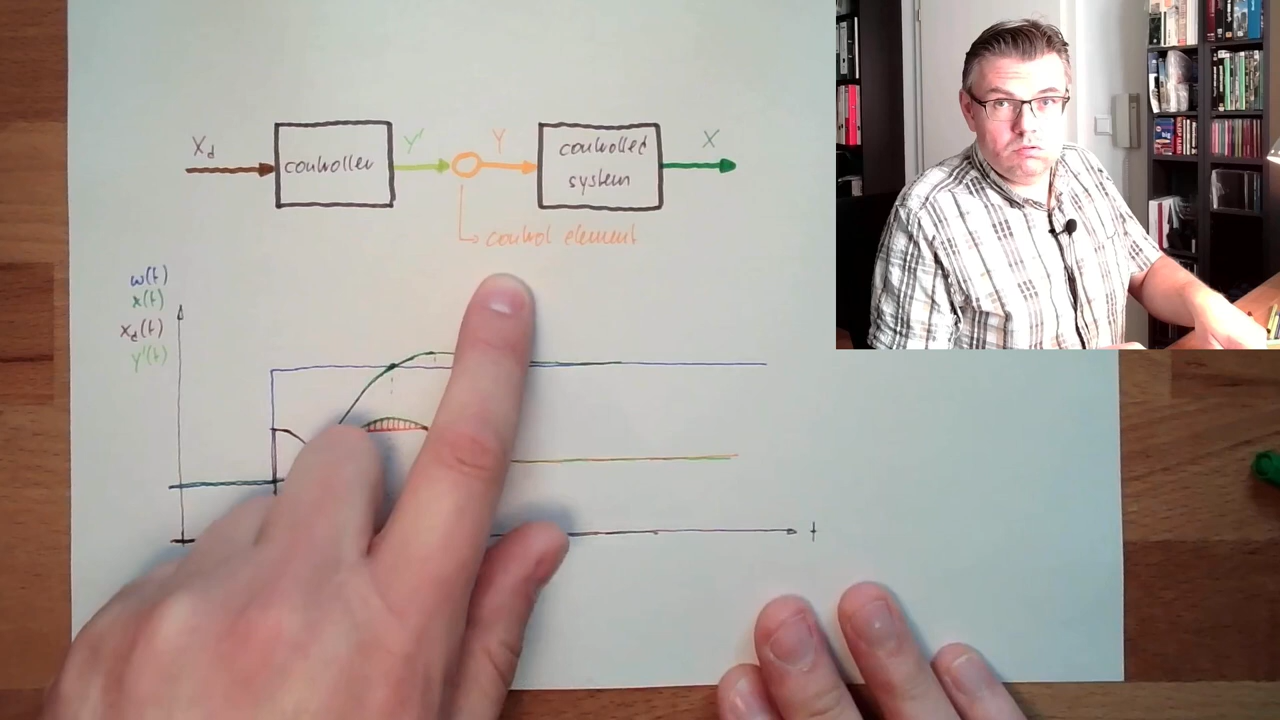 Xd Y' Y X
controller
controlled
system
control element
w(t)
x(t)
xd(t)
y'(t)
t